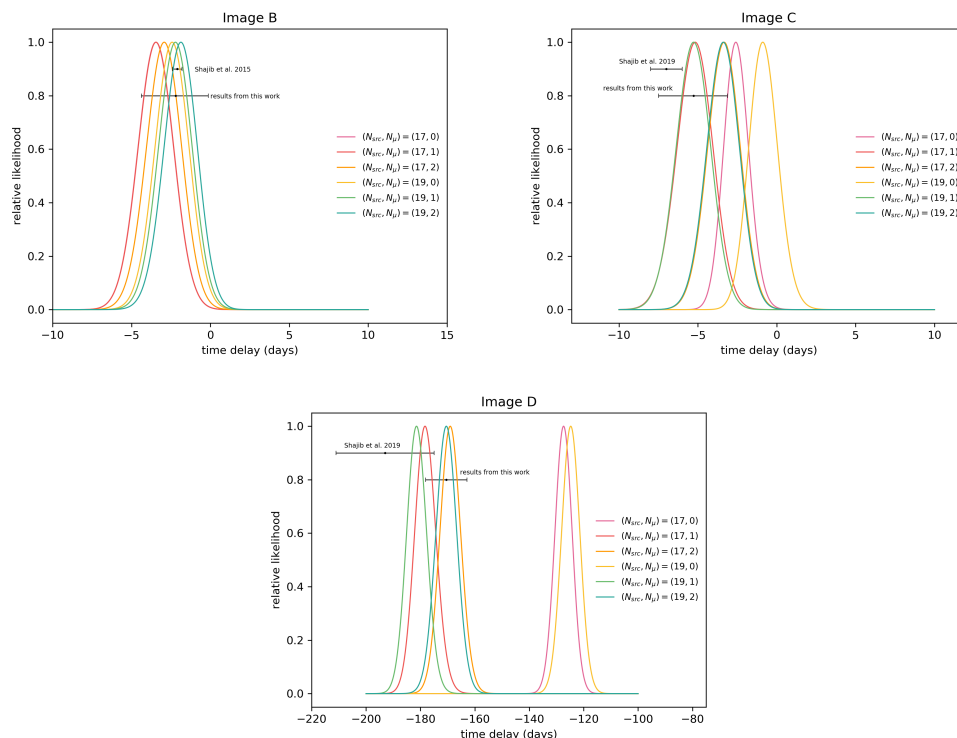 Image B
relative likelihood
1.0
0.8
0.6
0.4
0.2
0.0
Shajib et al. 2015
results from this work
(N_src, N_μ) = (17, 0)
(N_src, N_μ) = (17, 1)
(N_src, N_μ) = (17, 2)
(N_src, N_μ) = (19, 0)
(N_src, N_μ) = (19, 1)
(N_src, N_μ) = (19, 2)
−10 −5 0 5 10 15
time delay (days)
Image C
relative likelihood
1.0
0.8
0.6
0.4
0.2
0.0
Shajib et al. 2019
results from this work
(N_src, N_μ) = (17, 0)
(N_src, N_μ) = (17, 1)
(N_src, N_μ) = (17, 2)
(N_src, N_μ) = (19, 0)
(N_src, N_μ) = (19, 1)
(N_src, N_μ) = (19, 2)
−10 −5 0 5 10
time delay (days)
Image D
relative likelihood
1.0
0.8
0.6
0.4
0.2
0.0
Shajib et al. 2019
results from this work
(N_src, N_μ) = (17, 0)
(N_src, N_μ) = (17, 1)
(N_src, N_μ) = (17, 2)
(N_src, N_μ) = (19, 0)
(N_src, N_μ) = (19, 1)
(N_src, N_μ) = (19, 2)
−220 −200 −180 −160 −140 −120 −100 −80
time delay (days)